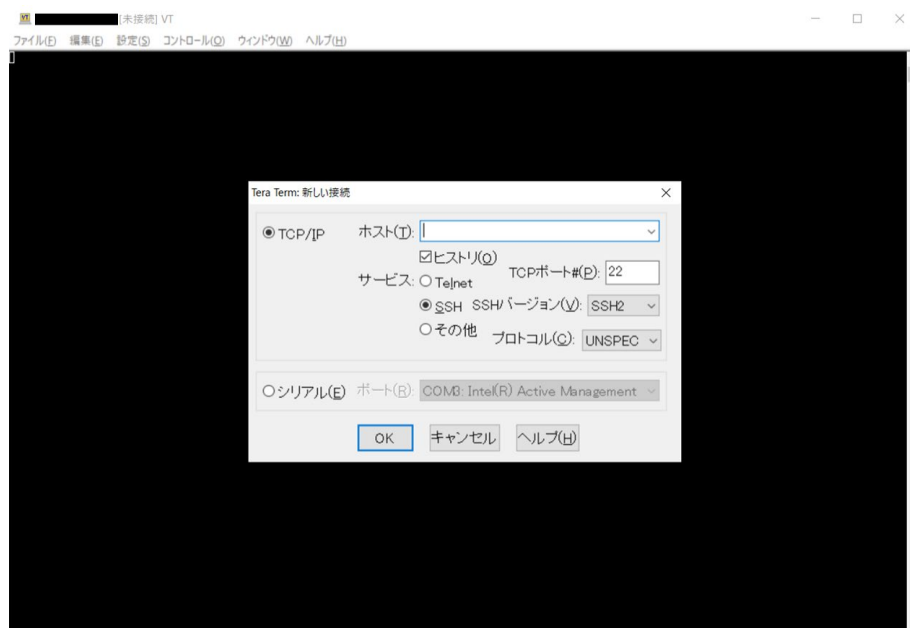 [未接続] VT
ファイル(F) 編集(E) 設定(S) コントロール(O) ウィンドウ(W) ヘルプ(H)
Tera Term: 新しい接続
TCP/IP ホスト(T):
ヒストリ(O)
サービス: Telnet TCPポート#(P): 22
SSH SSHバージョン(V): SSH2
その他 プロトコル(C): UNSPEC
シリアル(E) ポート(R): COM3: Intel(R) Active Management
OK キャンセル ヘルプ(H)